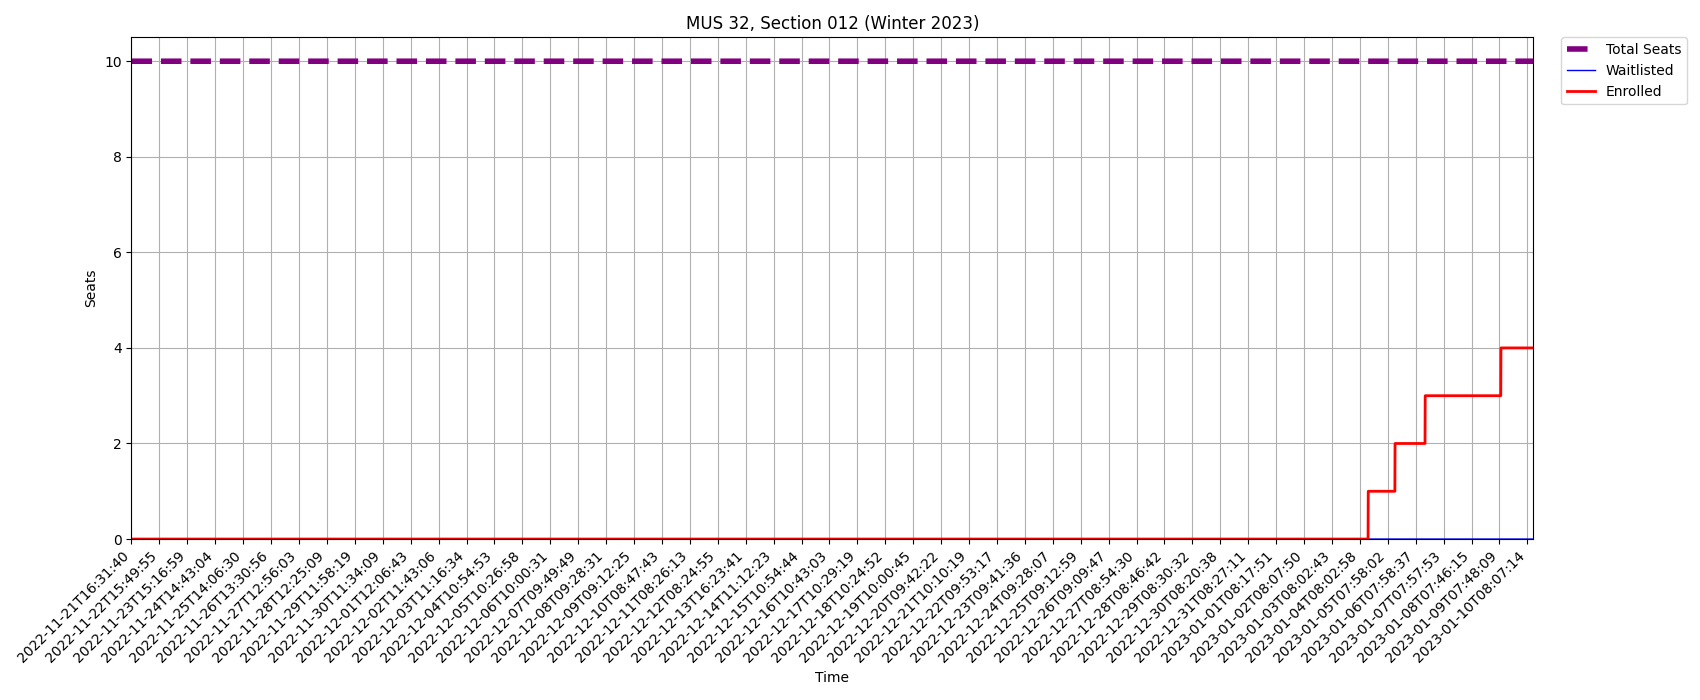 MUS 32, Section 012 (Winter 2023)
Total Seats
Waitlisted
Enrolled
10
8
6
4
2
0
Seats
2022-11-21T16:31:40
2022-11-22T15:49:55
2022-11-23T15:16:59
2022-11-24T14:43:04
2022-11-25T14:06:30
2022-11-26T13:30:56
2022-11-27T12:56:03
2022-11-28T12:25:09
2022-11-29T11:58:19
2022-11-30T11:34:09
2022-12-01T12:06:43
2022-12-02T11:43:06
2022-12-03T11:16:34
2022-12-04T10:54:53
2022-12-05T10:26:58
2022-12-06T10:00:31
2022-12-07T09:49:49
2022-12-08T09:28:31
2022-12-09T09:12:25
2022-12-10T08:47:43
2022-12-11T08:26:13
2022-12-12T08:24:55
2022-12-13T16:23:41
2022-12-14T11:12:23
2022-12-15T10:54:44
2022-12-16T10:43:03
2022-12-17T10:29:19
2022-12-18T10:24:52
2022-12-19T10:00:45
2022-12-20T09:42:22
2022-12-21T10:10:19
2022-12-22T09:53:17
2022-12-23T09:41:36
2022-12-24T09:28:07
2022-12-25T09:12:59
2022-12-26T09:09:47
2022-12-27T08:54:30
2022-12-28T08:46:42
2022-12-29T08:30:32
2022-12-30T08:20:38
2022-12-31T08:27:11
2023-01-01T08:17:51
2023-01-02T08:07:50
2023-01-03T08:02:43
2023-01-04T08:02:58
2023-01-05T07:58:02
2023-01-06T07:58:37
2023-01-07T07:57:53
2023-01-08T07:46:15
2023-01-09T07:48:09
2023-01-10T08:07:14
Time